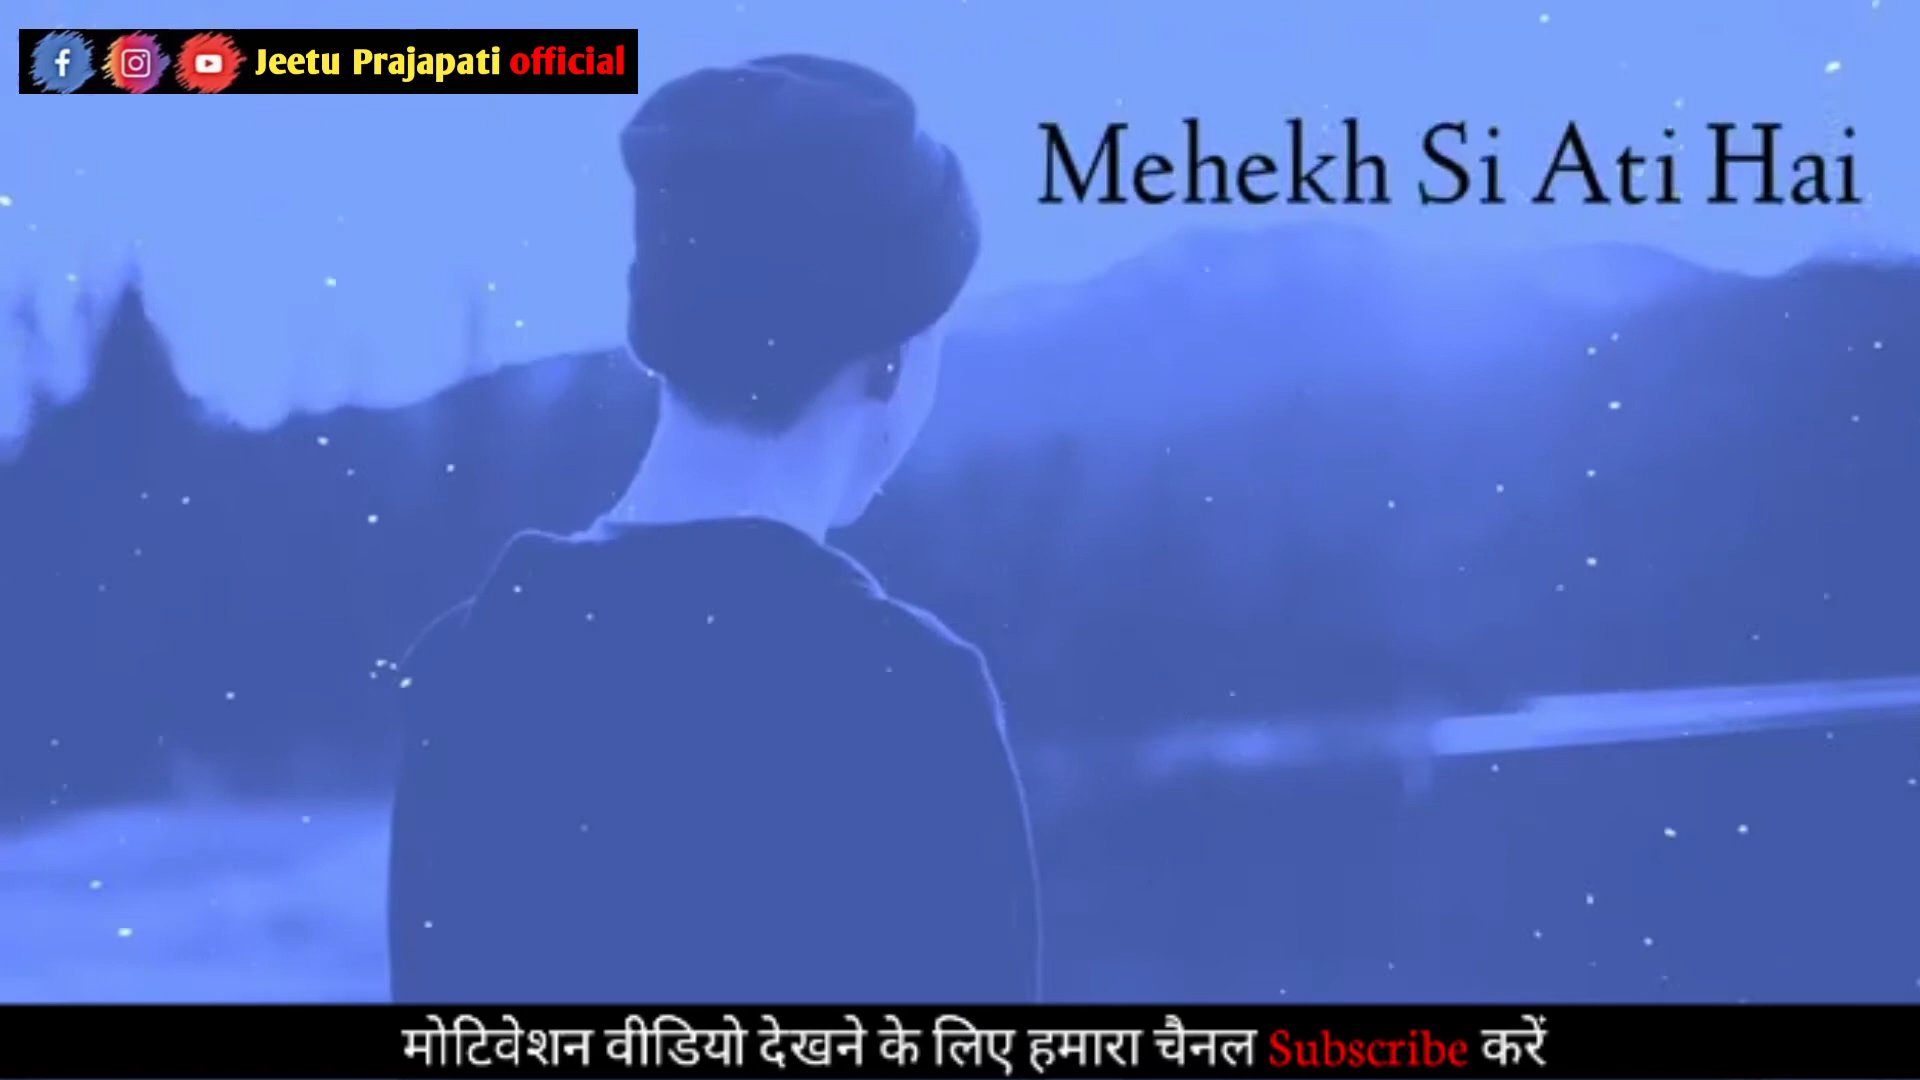 Jeetu Prajapati official
Mehekh Si Ati Hai
मोटिवेशन वीडियो देखने के लिए हमारा चैनल Subscribe करें